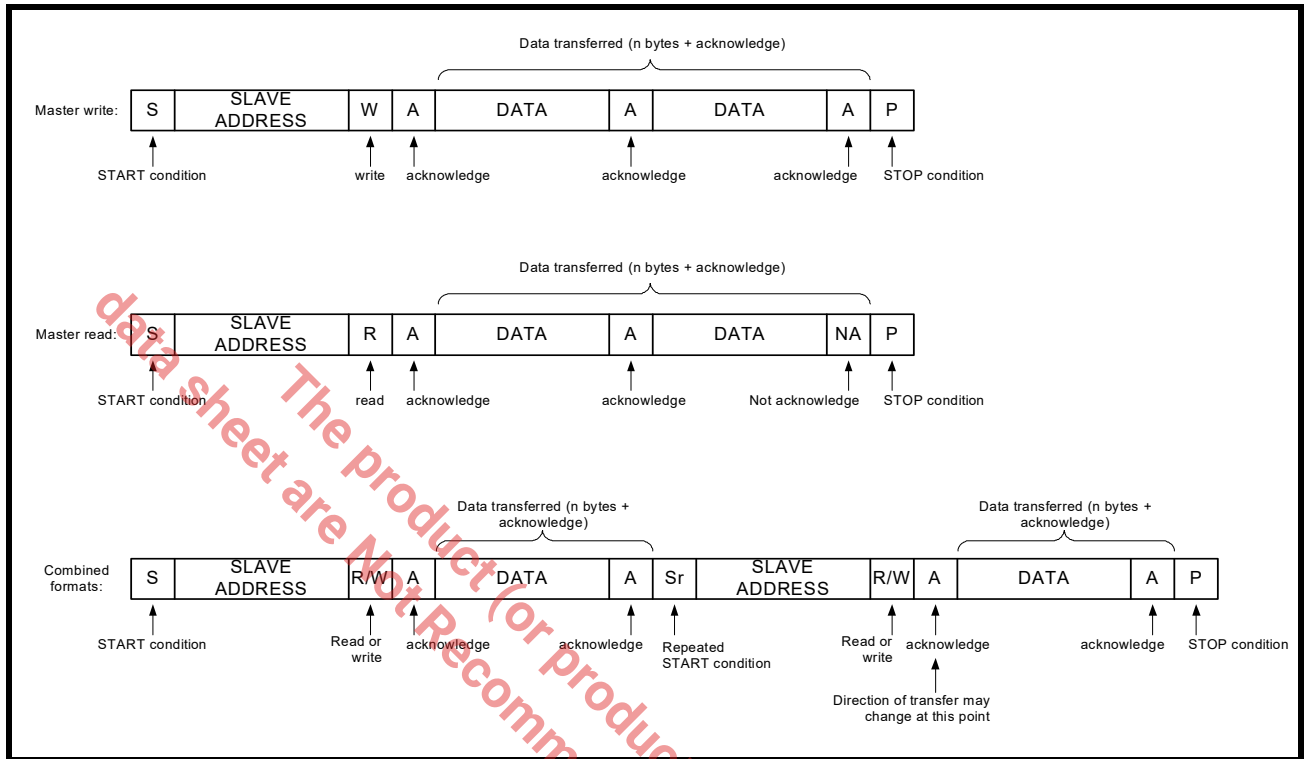 Data transferred (n bytes + acknowledge)
Master write: S SLAVE ADDRESS W A DATA A DATA A P
START condition write acknowledge acknowledge acknowledge STOP condition
Data transferred (n bytes + acknowledge)
Master read: S SLAVE ADDRESS R A DATA A DATA NA P
START condition read acknowledge acknowledge Not acknowledge STOP condition
Data transferred (n bytes +
acknowledge)
Data transferred (n bytes +
acknowledge)
Combined
formats:
S SLAVE ADDRESS R/W A DATA A Sr SLAVE ADDRESS R/W A DATA A P
START condition
Read or
write
acknowledge
acknowledge
Repeated
START condition
Read or
write
acknowledge
acknowledge
STOP condition
Direction of transfer may
change at this point
The product (or produc
data sheet are Not Recomm